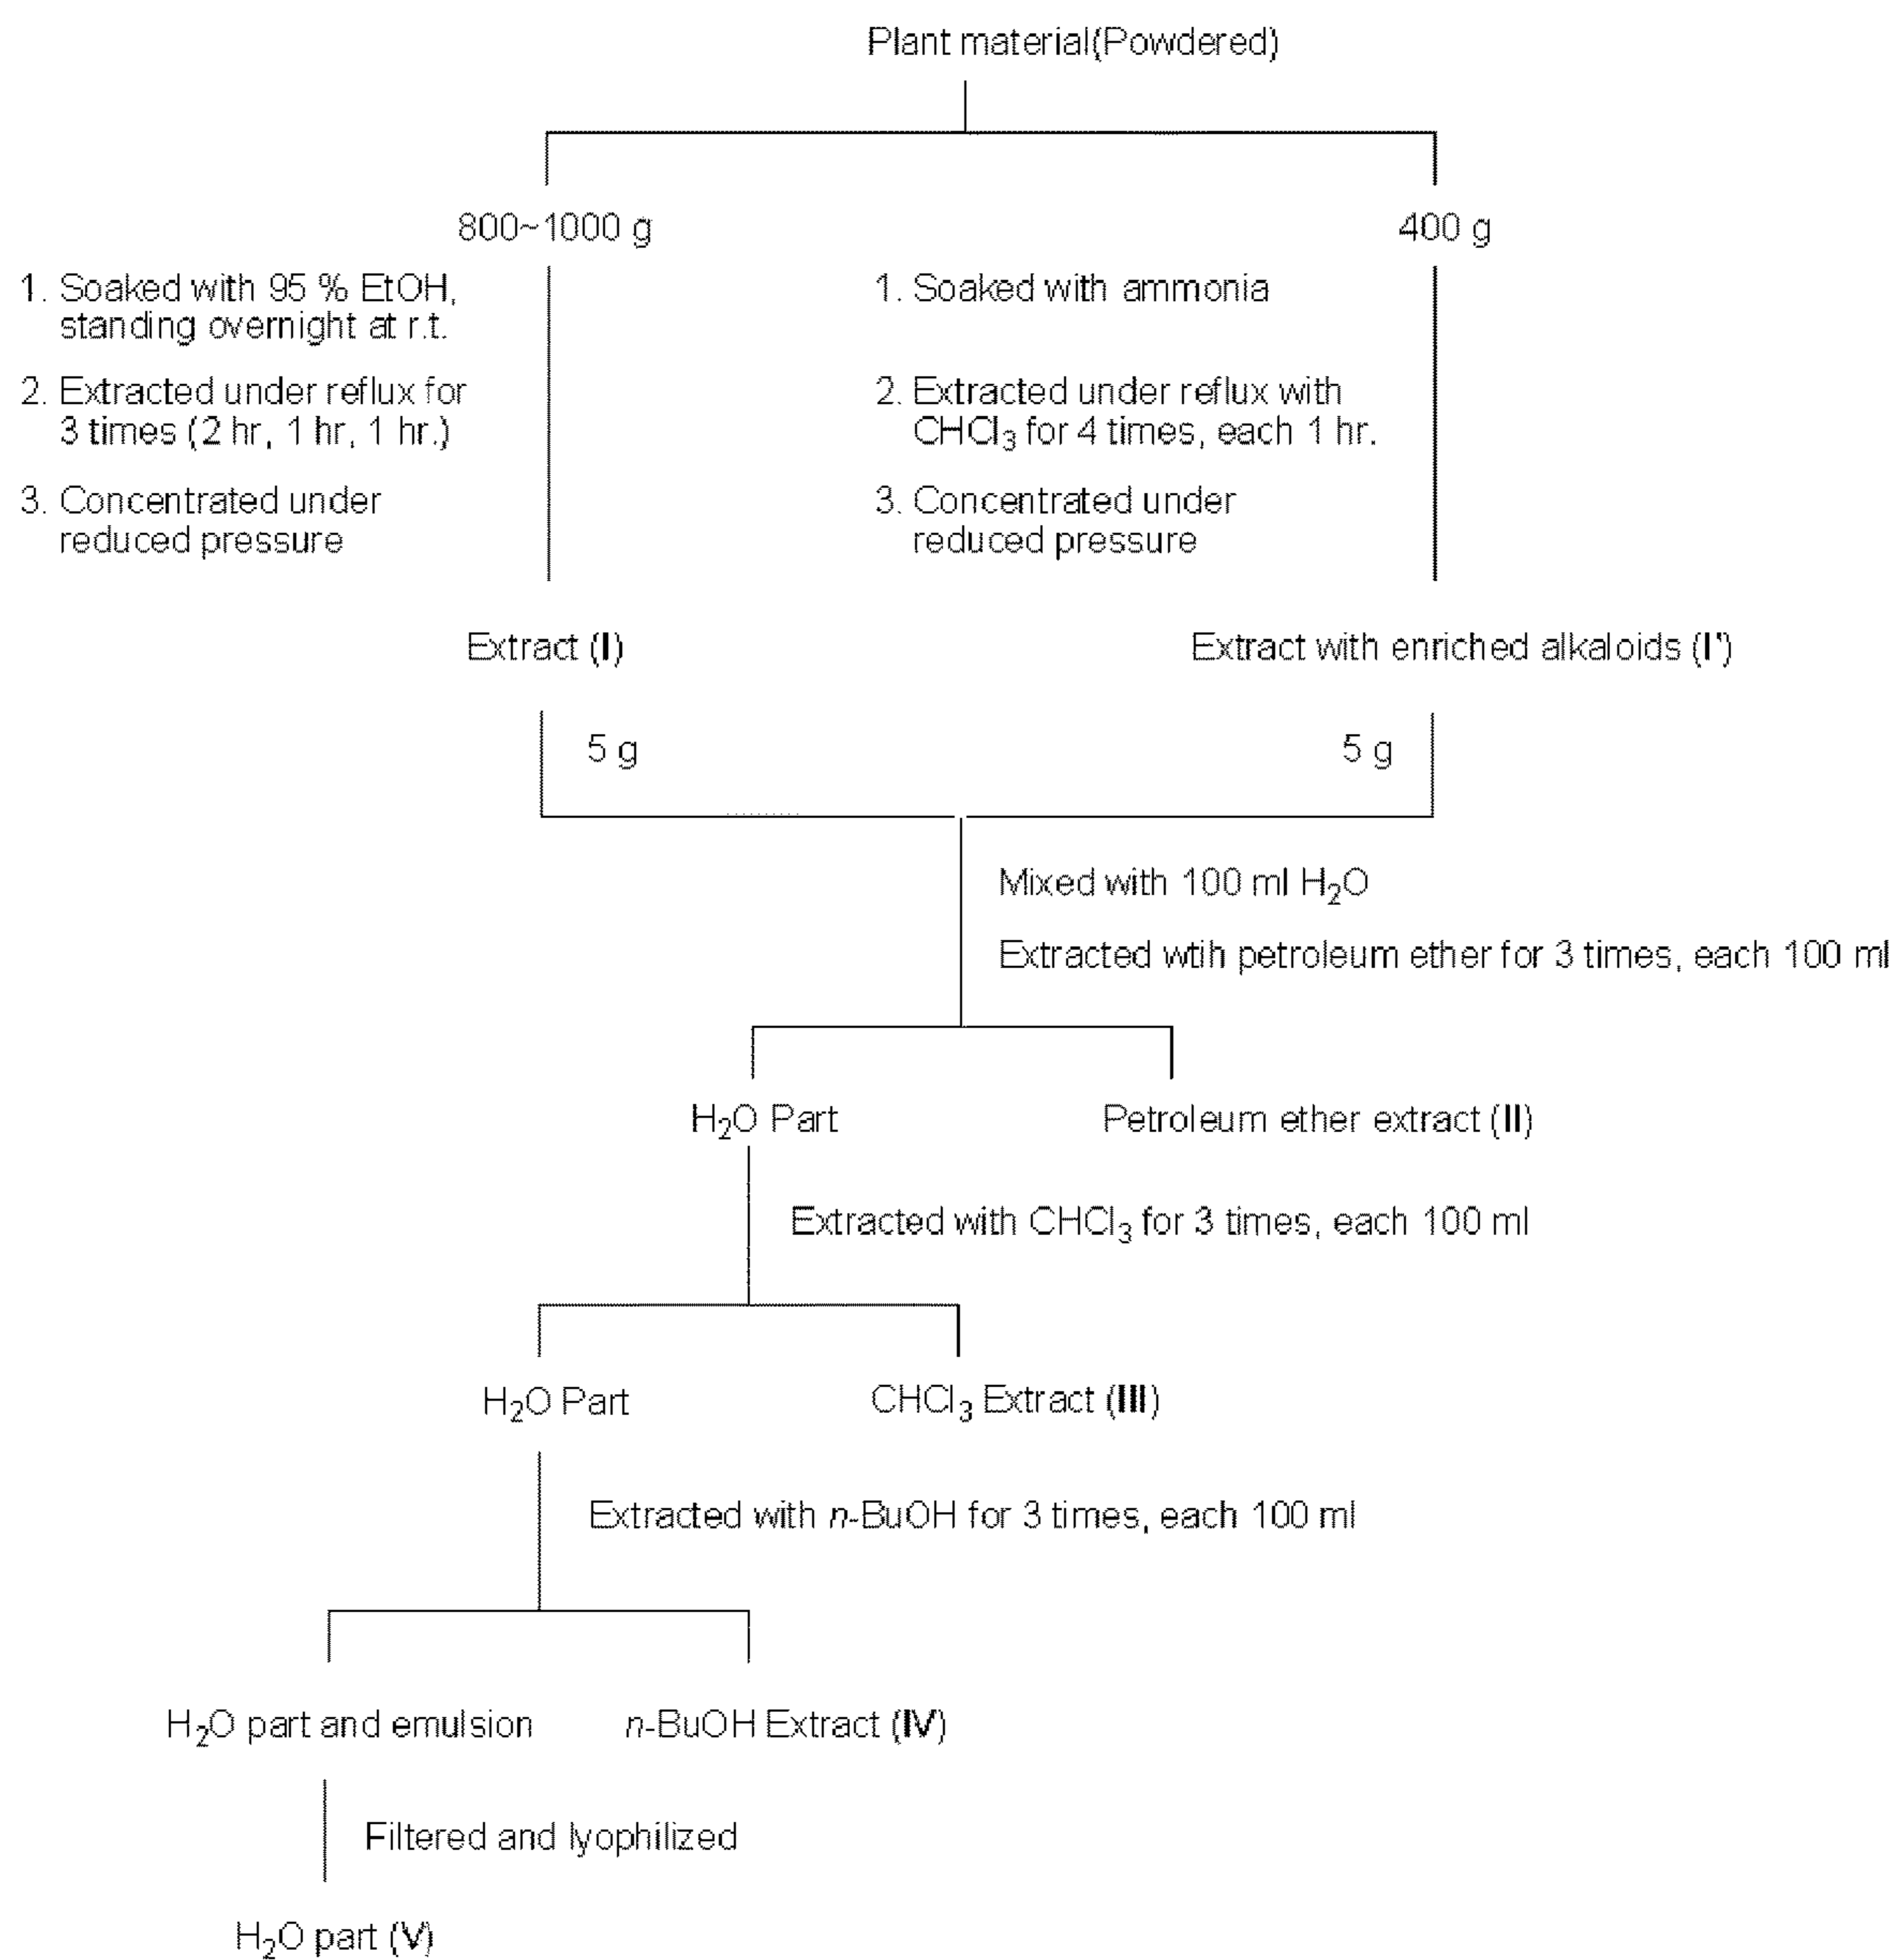 Plant material(Powdered)
800~1000 g
400 g
1. Soaked with 95 % EtOH,
standing overnight at r.t.
2. Extracted under reflux for
3 times (2 hr, 1 hr, 1 hr.)
3. Concentrated under
reduced pressure
1. Soaked with ammonia
2. Extracted under reflux with
CHCl₃ for 4 times, each 1 hr.
3. Concentrated under
reduced pressure
Extract (I)
Extract with enriched alkaloids (I')
5 g
5 g
Mixed with 100 ml H₂O
Extracted wtih petroleum ether for 3 times, each 100 ml
H₂O Part
Petroleum ether extract (II)
Extracted with CHCl₃ for 3 times, each 100 ml
H₂O Part
CHCl₃ Extract (III)
Extracted with n-BuOH for 3 times, each 100 ml
H₂O part and emulsion
n-BuOH Extract (IV)
Filtered and lyophilized
H₂O part (V)